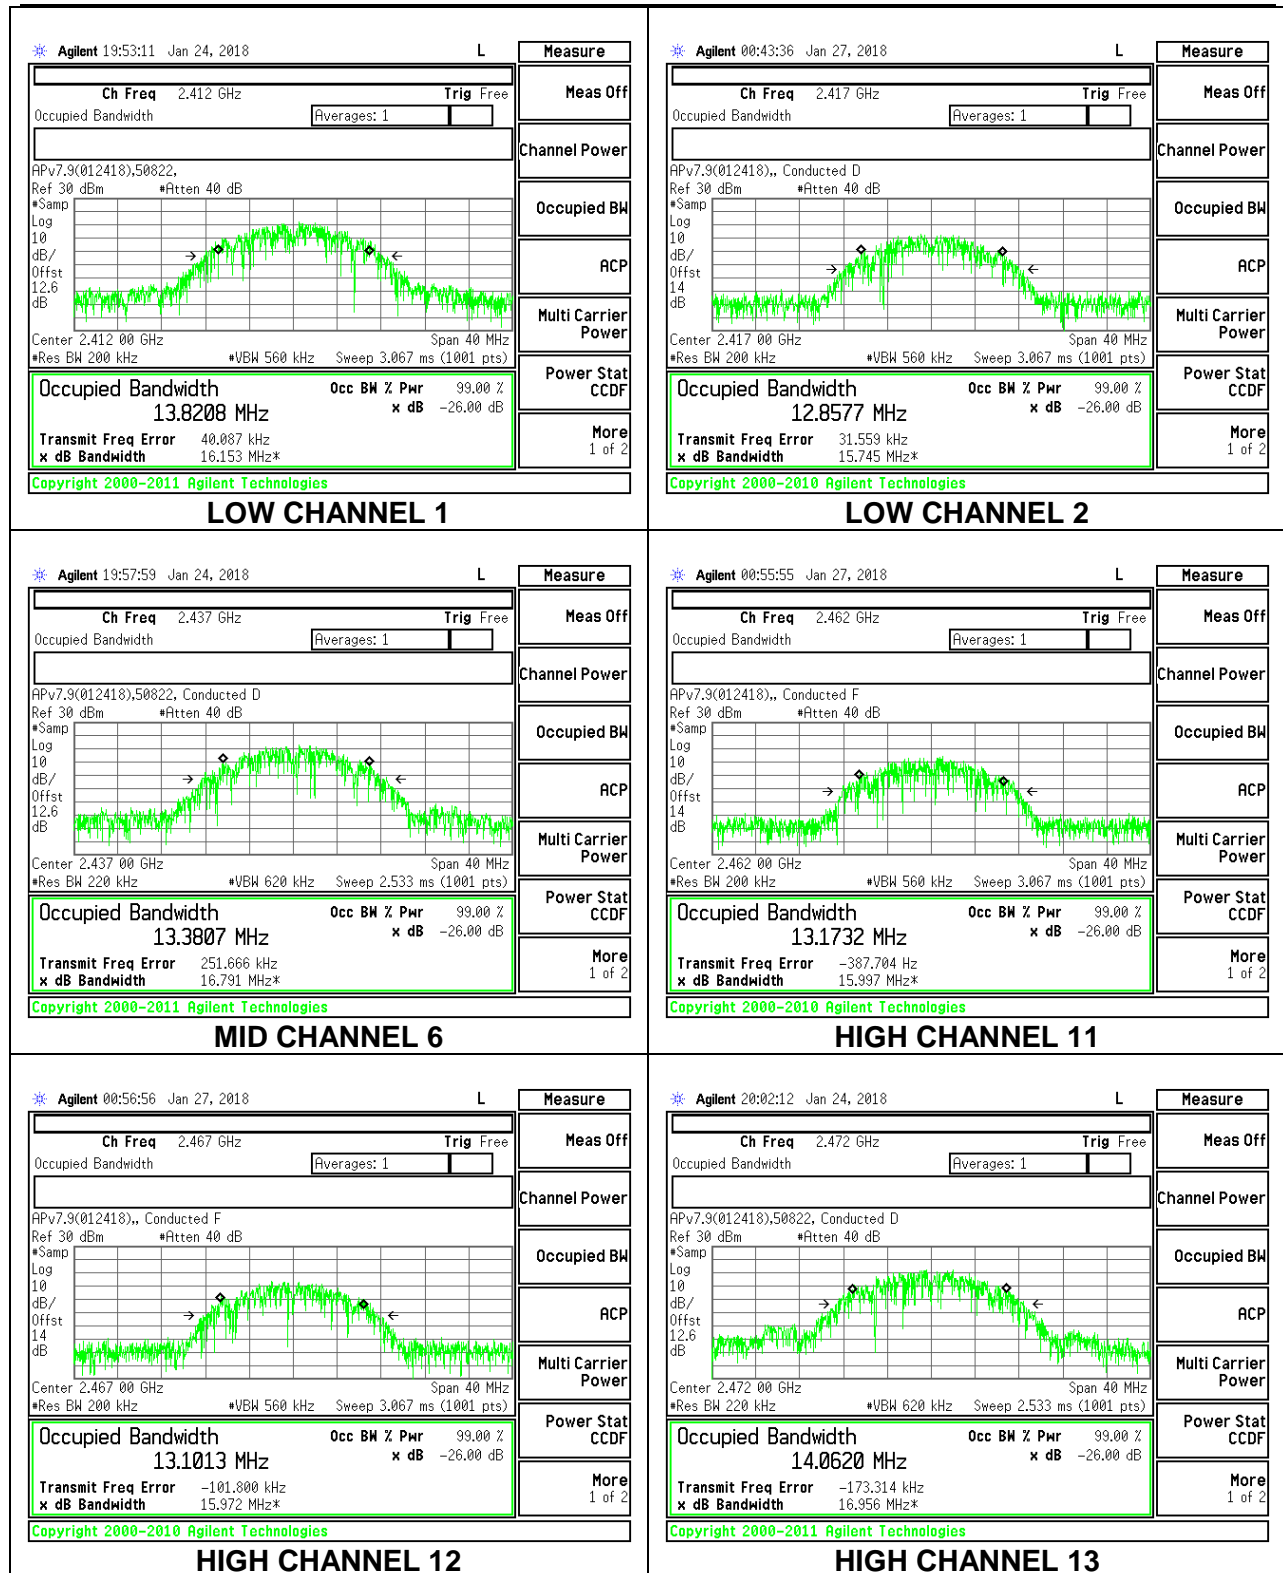 Agilent 19:53:11 Jan 24, 2018 L Measure
Ch Freq 2.412 GHz Trig Free
Occupied Bandwidth Averages: 1
APv7.9(012418),50822,
Ref 30 dBm #Atten 40 dB
#Samp
Log
10
dB/
Offst
12.6
dB
Center 2.412 00 GHz Span 40 MHz
#Res BW 200 kHz #VBW 560 kHz Sweep 3.067 ms (1001 pts)
Occupied Bandwidth Occ BW % Pwr 99.00 %
13.8208 MHz x dB -26.00 dB
Transmit Freq Error 40.087 kHz
x dB Bandwidth 16.153 MHz*
Copyright 2000-2011 Agilent Technologies
Meas Off
Channel Power
Occupied BW
ACP
Multi Carrier
Power
Power Stat
CCDF
More
1 of 2
LOW CHANNEL 1
Agilent 00:43:36 Jan 27, 2018 L Measure
Ch Freq 2.417 GHz Trig Free
Occupied Bandwidth Averages: 1
APv7.9(012418),, Conducted D
Ref 30 dBm #Atten 40 dB
#Samp
Log
10
dB/
Offst
14
dB
Center 2.417 00 GHz Span 40 MHz
#Res BW 200 kHz #VBW 560 kHz Sweep 3.067 ms (1001 pts)
Occupied Bandwidth Occ BW % Pwr 99.00 %
12.8577 MHz x dB -26.00 dB
Transmit Freq Error 31.559 kHz
x dB Bandwidth 15.745 MHz*
Copyright 2000-2010 Agilent Technologies
Meas Off
Channel Power
Occupied BW
ACP
Multi Carrier
Power
Power Stat
CCDF
More
1 of 2
LOW CHANNEL 2
Agilent 19:57:59 Jan 24, 2018 L Measure
Ch Freq 2.437 GHz Trig Free
Occupied Bandwidth Averages: 1
APv7.9(012418),50822, Conducted D
Ref 30 dBm #Atten 40 dB
#Samp
Log
10
dB/
Offst
12.6
dB
Center 2.437 00 GHz Span 40 MHz
#Res BW 220 kHz #VBW 620 kHz Sweep 2.533 ms (1001 pts)
Occupied Bandwidth Occ BW % Pwr 99.00 %
13.3807 MHz x dB -26.00 dB
Transmit Freq Error 251.666 kHz
x dB Bandwidth 16.791 MHz*
Copyright 2000-2011 Agilent Technologies
Meas Off
Channel Power
Occupied BW
ACP
Multi Carrier
Power
Power Stat
CCDF
More
1 of 2
MID CHANNEL 6
Agilent 00:55:55 Jan 27, 2018 L Measure
Ch Freq 2.462 GHz Trig Free
Occupied Bandwidth Averages: 1
APv7.9(012418),, Conducted F
Ref 30 dBm #Atten 40 dB
#Samp
Log
10
dB/
Offst
14
dB
Center 2.462 00 GHz Span 40 MHz
#Res BW 200 kHz #VBW 560 kHz Sweep 3.067 ms (1001 pts)
Occupied Bandwidth Occ BW % Pwr 99.00 %
13.1732 MHz x dB -26.00 dB
Transmit Freq Error -387.704 Hz
x dB Bandwidth 15.997 MHz*
Copyright 2000-2010 Agilent Technologies
Meas Off
Channel Power
Occupied BW
ACP
Multi Carrier
Power
Power Stat
CCDF
More
1 of 2
HIGH CHANNEL 11
Agilent 00:56:56 Jan 27, 2018 L Measure
Ch Freq 2.467 GHz Trig Free
Occupied Bandwidth Averages: 1
APv7.9(012418),, Conducted F
Ref 30 dBm #Atten 40 dB
#Samp
Log
10
dB/
Offst
14
dB
Center 2.467 00 GHz Span 40 MHz
#Res BW 200 kHz #VBW 560 kHz Sweep 3.067 ms (1001 pts)
Occupied Bandwidth Occ BW % Pwr 99.00 %
13.1013 MHz x dB -26.00 dB
Transmit Freq Error -101.800 kHz
x dB Bandwidth 15.972 MHz*
Copyright 2000-2010 Agilent Technologies
Meas Off
Channel Power
Occupied BW
ACP
Multi Carrier
Power
Power Stat
CCDF
More
1 of 2
HIGH CHANNEL 12
Agilent 20:02:12 Jan 24, 2018 L Measure
Ch Freq 2.472 GHz Trig Free
Occupied Bandwidth Averages: 1
APv7.9(012418),50822, Conducted D
Ref 30 dBm #Atten 40 dB
#Samp
Log
10
dB/
Offst
12.6
dB
Center 2.472 00 GHz Span 40 MHz
#Res BW 220 kHz #VBW 620 kHz Sweep 2.533 ms (1001 pts)
Occupied Bandwidth Occ BW % Pwr 99.00 %
14.0620 MHz x dB -26.00 dB
Transmit Freq Error -173.314 kHz
x dB Bandwidth 16.956 MHz*
Copyright 2000-2011 Agilent Technologies
Meas Off
Channel Power
Occupied BW
ACP
Multi Carrier
Power
Power Stat
CCDF
More
1 of 2
HIGH CHANNEL 13